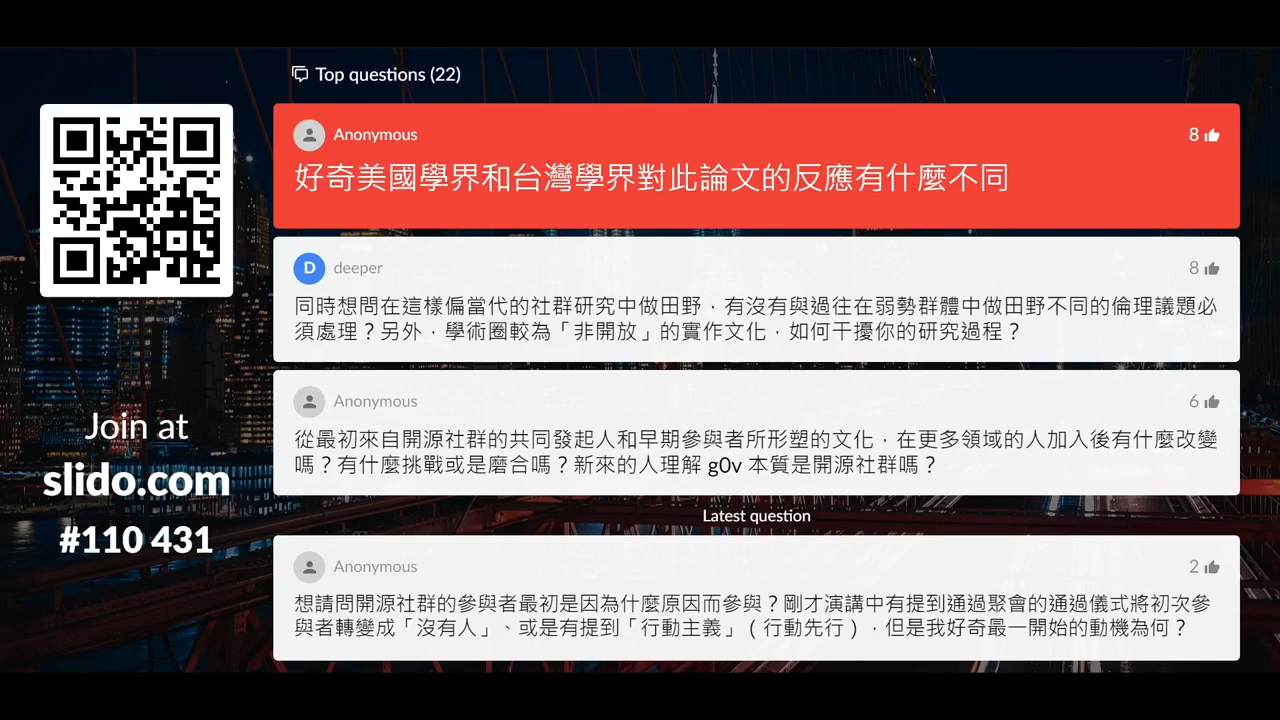 Top questions (22)
Anonymous
8
好奇美國學界和台灣學界對此論文的反應有什麼不同
D
deeper
8
同時想問在這樣偏當代的社群研究中做田野，有沒有與過往在弱勢群體中做田野不同的倫理議題必
須處理？另外，學術圈較為「非開放」的實作文化，如何干擾你的研究過程？
Anonymous
6
從最初來自開源社群的共同發起人和早期參與者所形塑的文化，在更多領域的人加入後有什麼改變
嗎？有什麼挑戰或是磨合嗎？新來的人理解 g0v 本質是開源社群嗎？
Latest question
Anonymous
2
想請問開源社群的參與者最初是因為什麼原因而參與？剛才演講中有提到通過聚會的通過儀式將初次參
與者轉變成「沒有人」、或是有提到「行動主義」（行動先行），但是我好奇最一開始的動機為何？
Join at
slido.com
#110 431